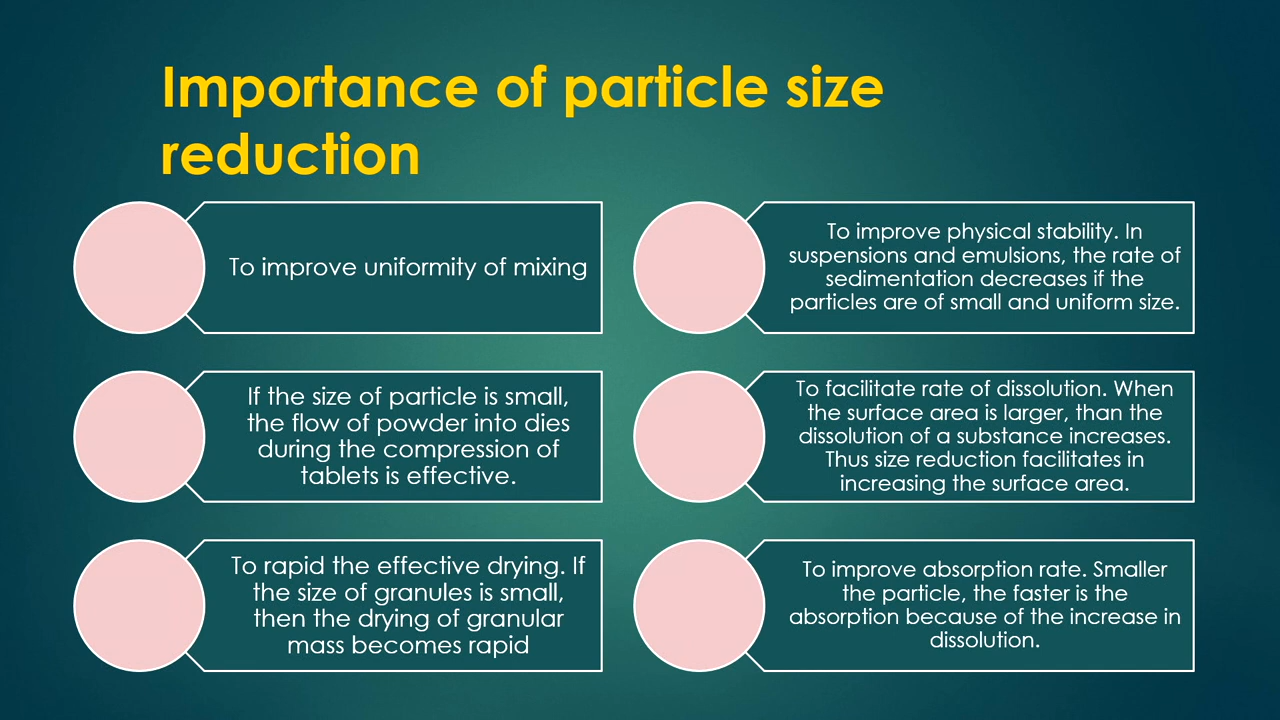 Importance of particle size
reduction
To improve uniformity of mixing
To improve physical stability. In
suspensions and emulsions, the rate of
sedimentation decreases if the
particles are of small and uniform size.
If the size of particle is small,
the flow of powder into dies
during the compression of
tablets is effective.
To facilitate rate of dissolution. When
the surface area is larger, than the
dissolution of a substance increases.
Thus size reduction facilitates in
increasing the surface area.
To rapid the effective drying. If
the size of granules is small,
then the drying of granular
mass becomes rapid
To improve absorption rate. Smaller
the particle, the faster is the
absorption because of the increase in
dissolution.